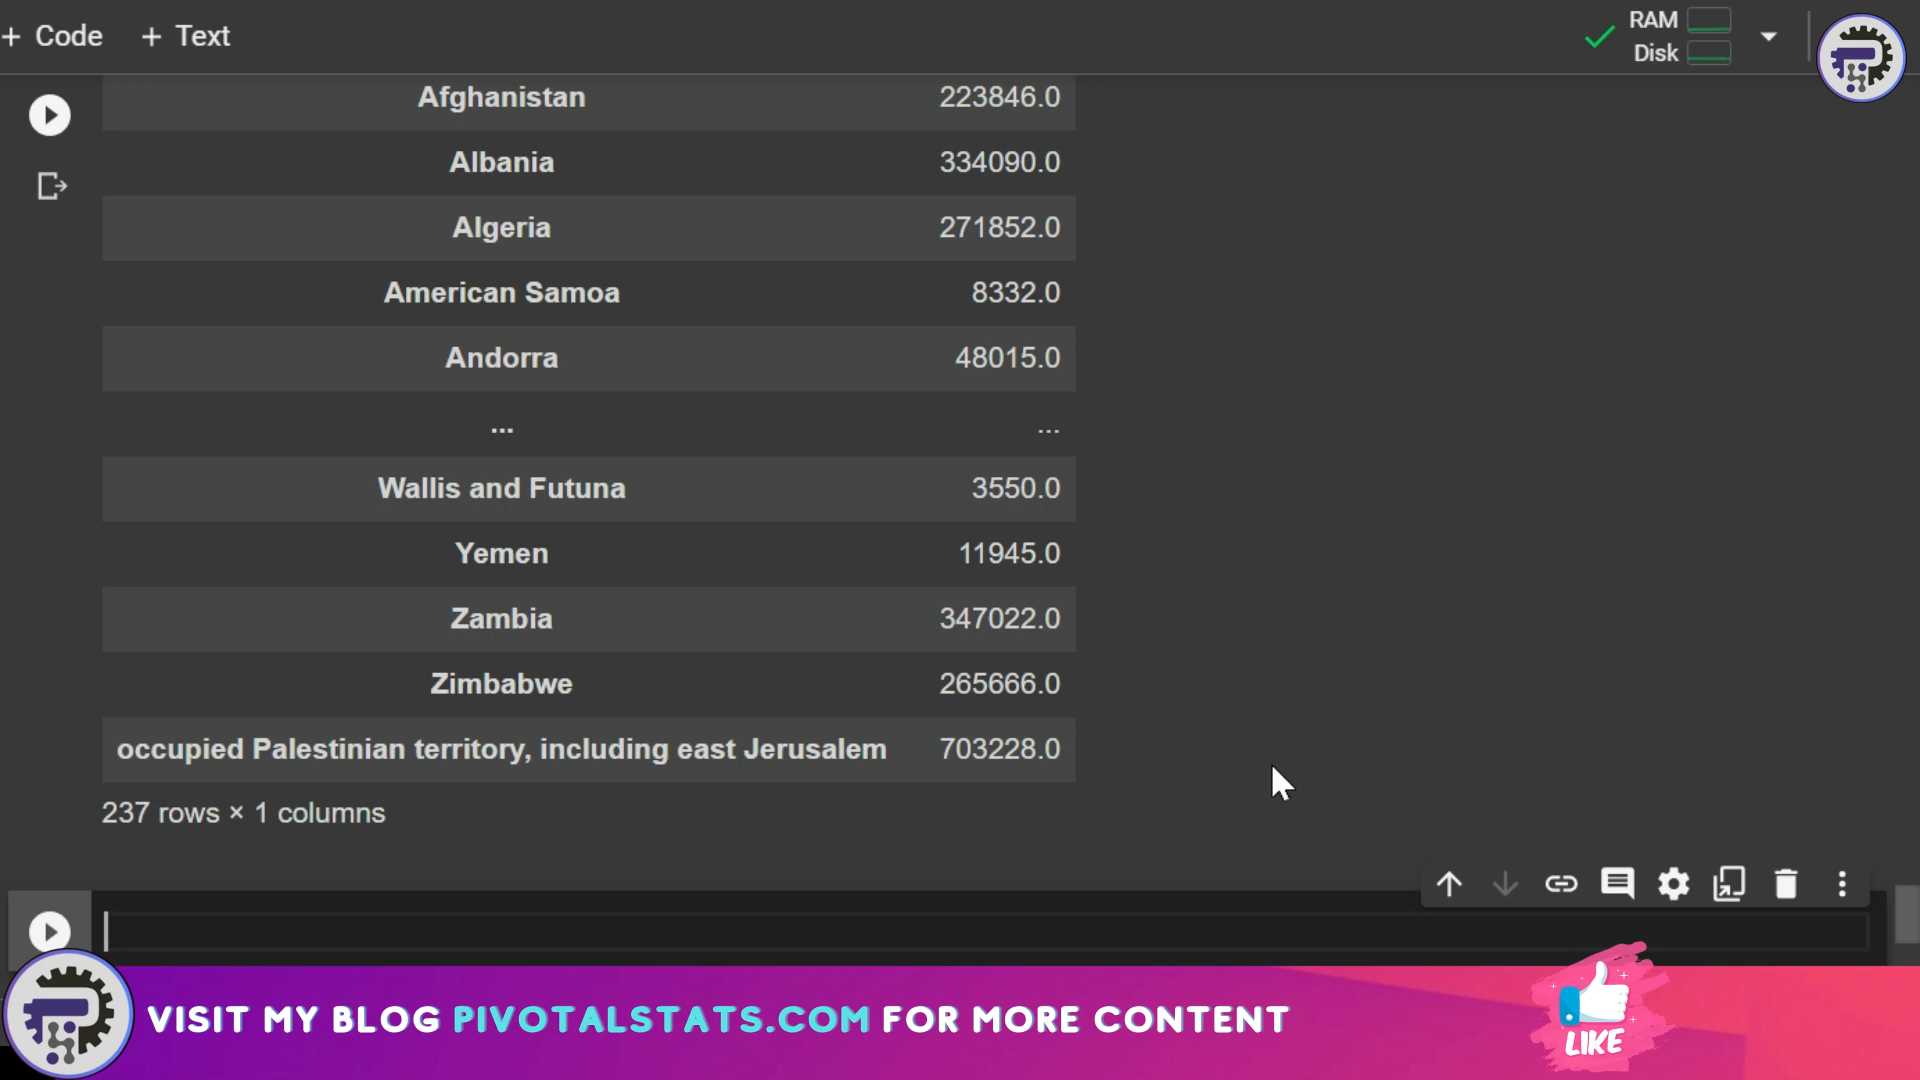 + Code + Text
RAM
Disk
Afghanistan 223846.0
Albania 334090.0
Algeria 271852.0
American Samoa 8332.0
Andorra 48015.0
... ...
Wallis and Futuna 3550.0
Yemen 11945.0
Zambia 347022.0
Zimbabwe 265666.0
occupied Palestinian territory, including east Jerusalem 703228.0
237 rows × 1 columns
VISIT MY BLOG PIVOTALSTATS.COM FOR MORE CONTENT
LIKE